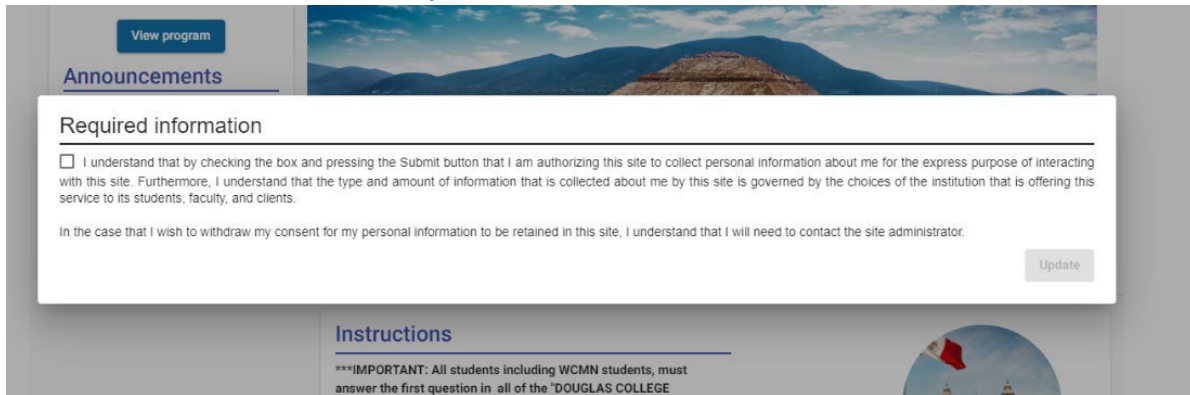 View program
Announcements
Required information
I understand that by checking the box and pressing the Submit button that I am authorizing this site to collect personal information about me for the express purpose of interacting
with this site. Furthermore, I understand that the type and amount of information that is collected about me by this site is governed by the choices of the institution that is offering this
service to its students, faculty, and clients.
In the case that I wish to withdraw my consent for my personal information to be retained in this site, I understand that I will need to contact the site administrator.
Update
Instructions
***IMPORTANT: All students including WCMN students, must
answer the first question in all of the "DOUGLAS COLLEGE